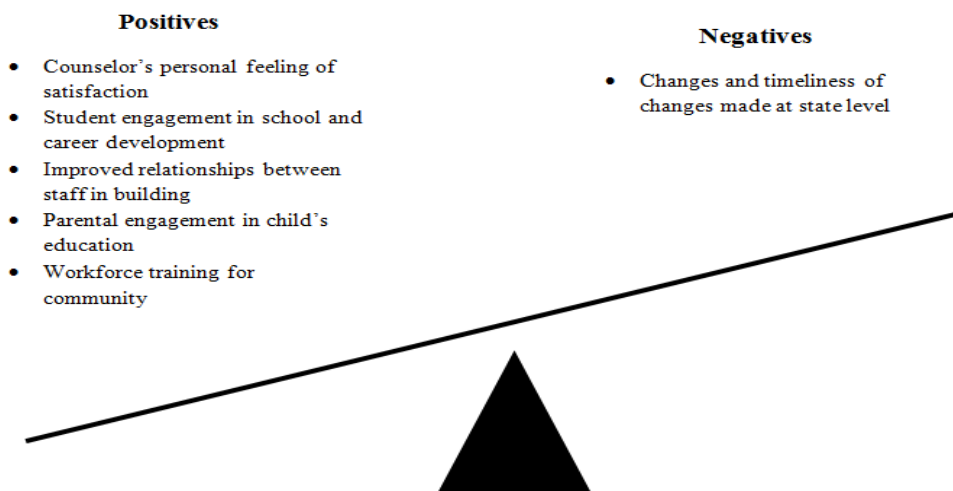 Positives
• Counselor's personal feeling of
satisfaction
• Student engagement in school and
career development
• Improved relationships between
staff in building
• Parental engagement in child's
education
• Workforce training for
community
Negatives
• Changes and timeliness of
changes made at state level